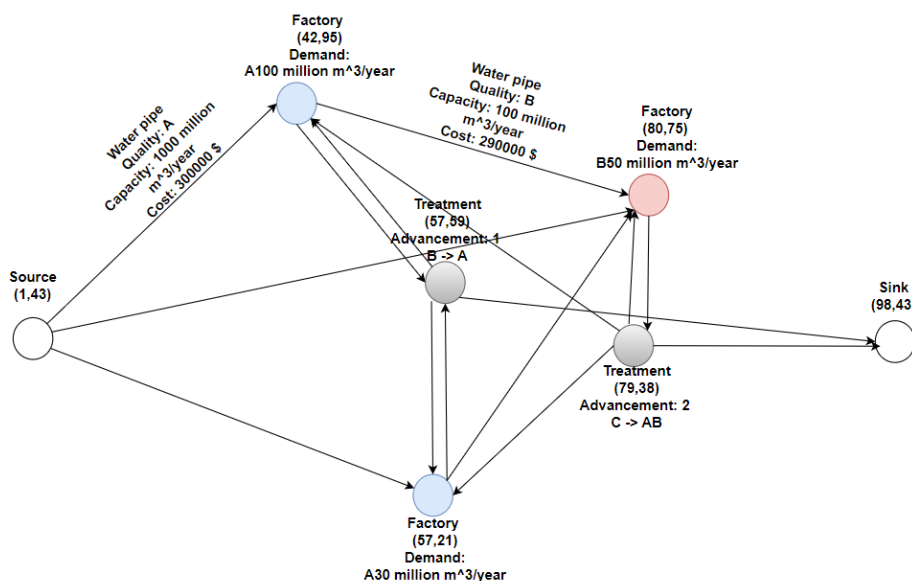 Factory
(42,95)
Demand:
A100 million m^3/year
Water pipe
Quality: A
Capacity: 1000 million
m^3/year
Cost: 300000 $
Water pipe
Quality: B
Capacity: 100 million
m^3/year
Cost: 290000 $
Factory
(80,75)
Demand:
B50 million m^3/year
Treatment
(57,59)
Advancement: 1
B -> A
Source
(1,43)
Sink
(98,43
Treatment
(79,38)
Advancement: 2
C -> AB
Factory
(57,21)
Demand:
A30 million m^3/year